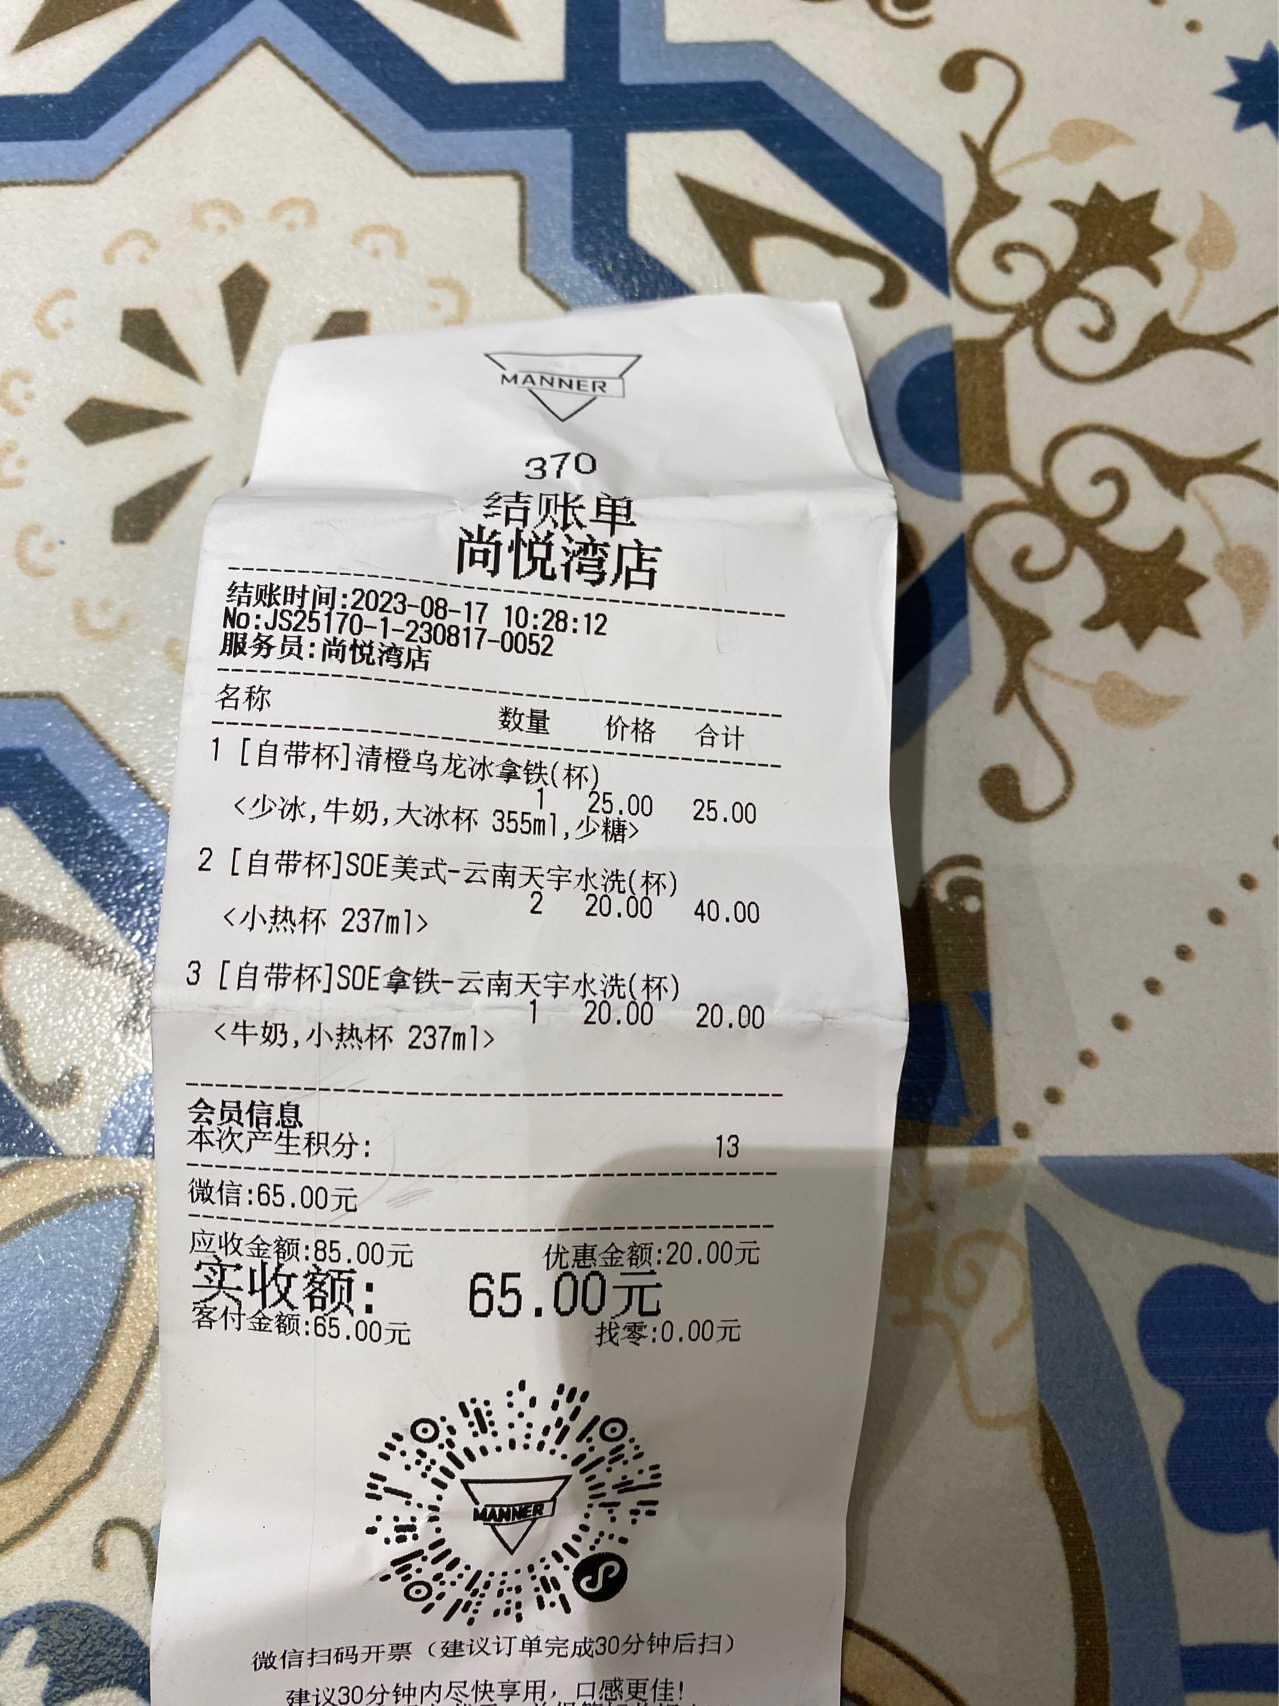 MANNER
370
结账单
尚悦湾店
结账时间:2023-08-17 10:28:12
No:JS25170-1-230817-0052
服务员:尚悦湾店
名称 数量 价格 合计
1 [自带杯]清橙乌龙冰拿铁(杯)
1 25.00 25.00
<少冰,牛奶,大冰杯 355ml,少糖>
2 [自带杯]SOE美式-云南天宇水洗(杯)
2 20.00 40.00
<小热杯 237ml>
3 [自带杯]SOE拿铁-云南天宇水洗(杯)
1 20.00 20.00
<牛奶,小热杯 237ml>
会员信息
本次产生积分: 13
微信:65.00元
应收金额:85.00元 优惠金额:20.00元
实收额: 65.00元
客付金额:65.00元 找零:0.00元
MANNER
微信扫码开票（建议订单完成30分钟后扫）
建议30分钟内尽快享用，口感更佳!